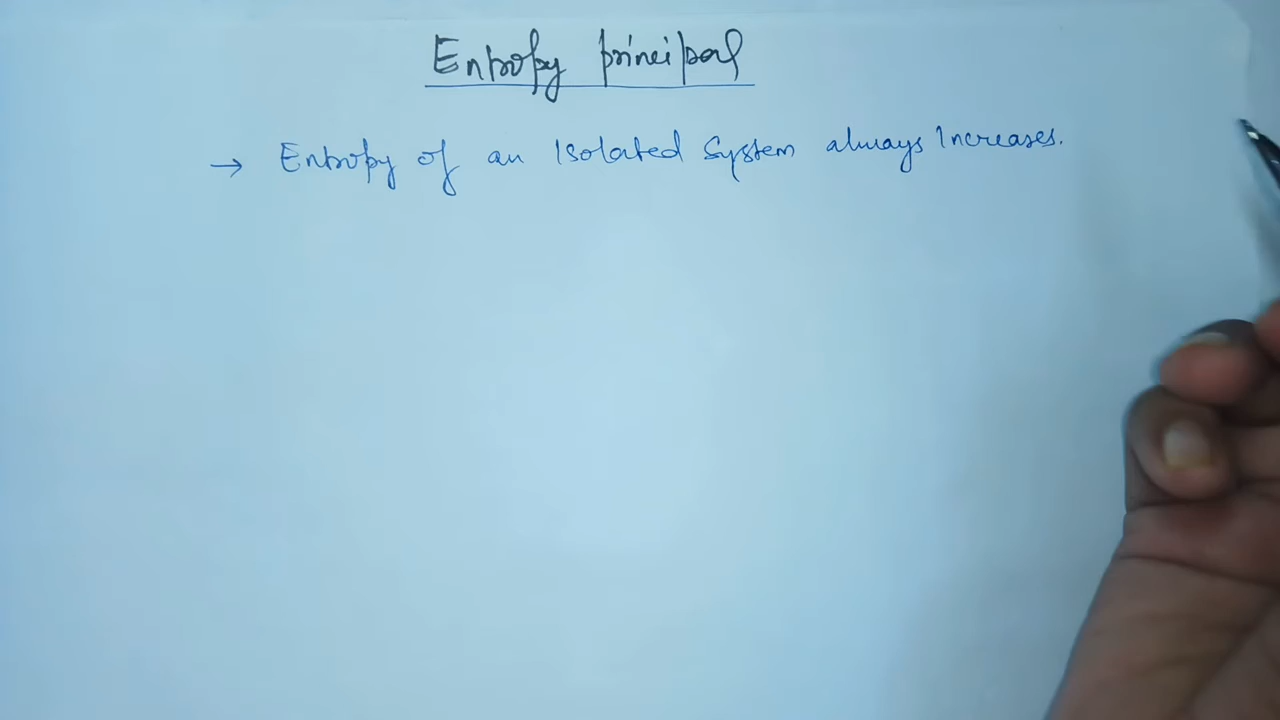 Entropy principal
→ Entropy of an Isolated System always Increases.